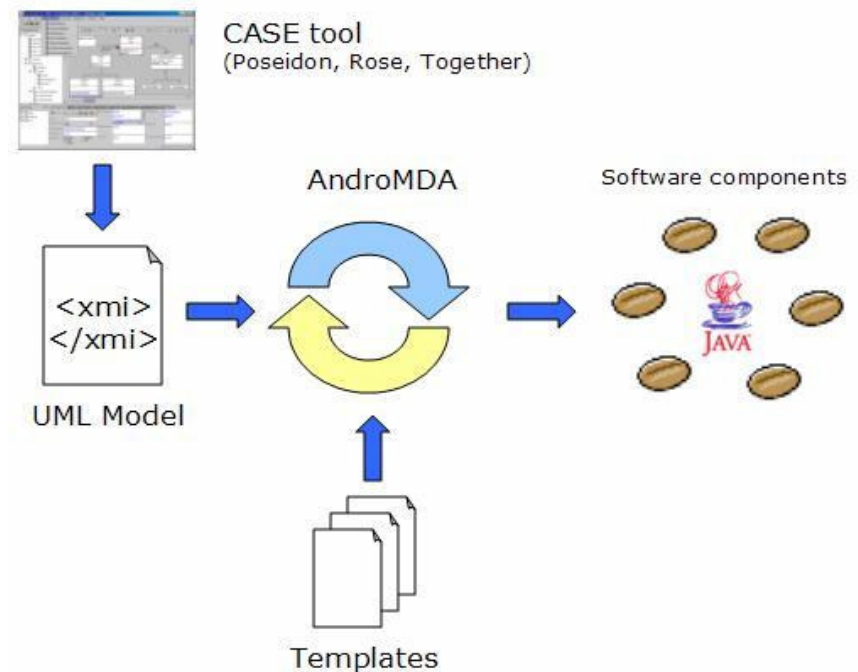 CASE tool
(Poseidon, Rose, Together)
AndroMDA
Software components
<xmi>
</xmi>
JAVA
UML Model
Templates